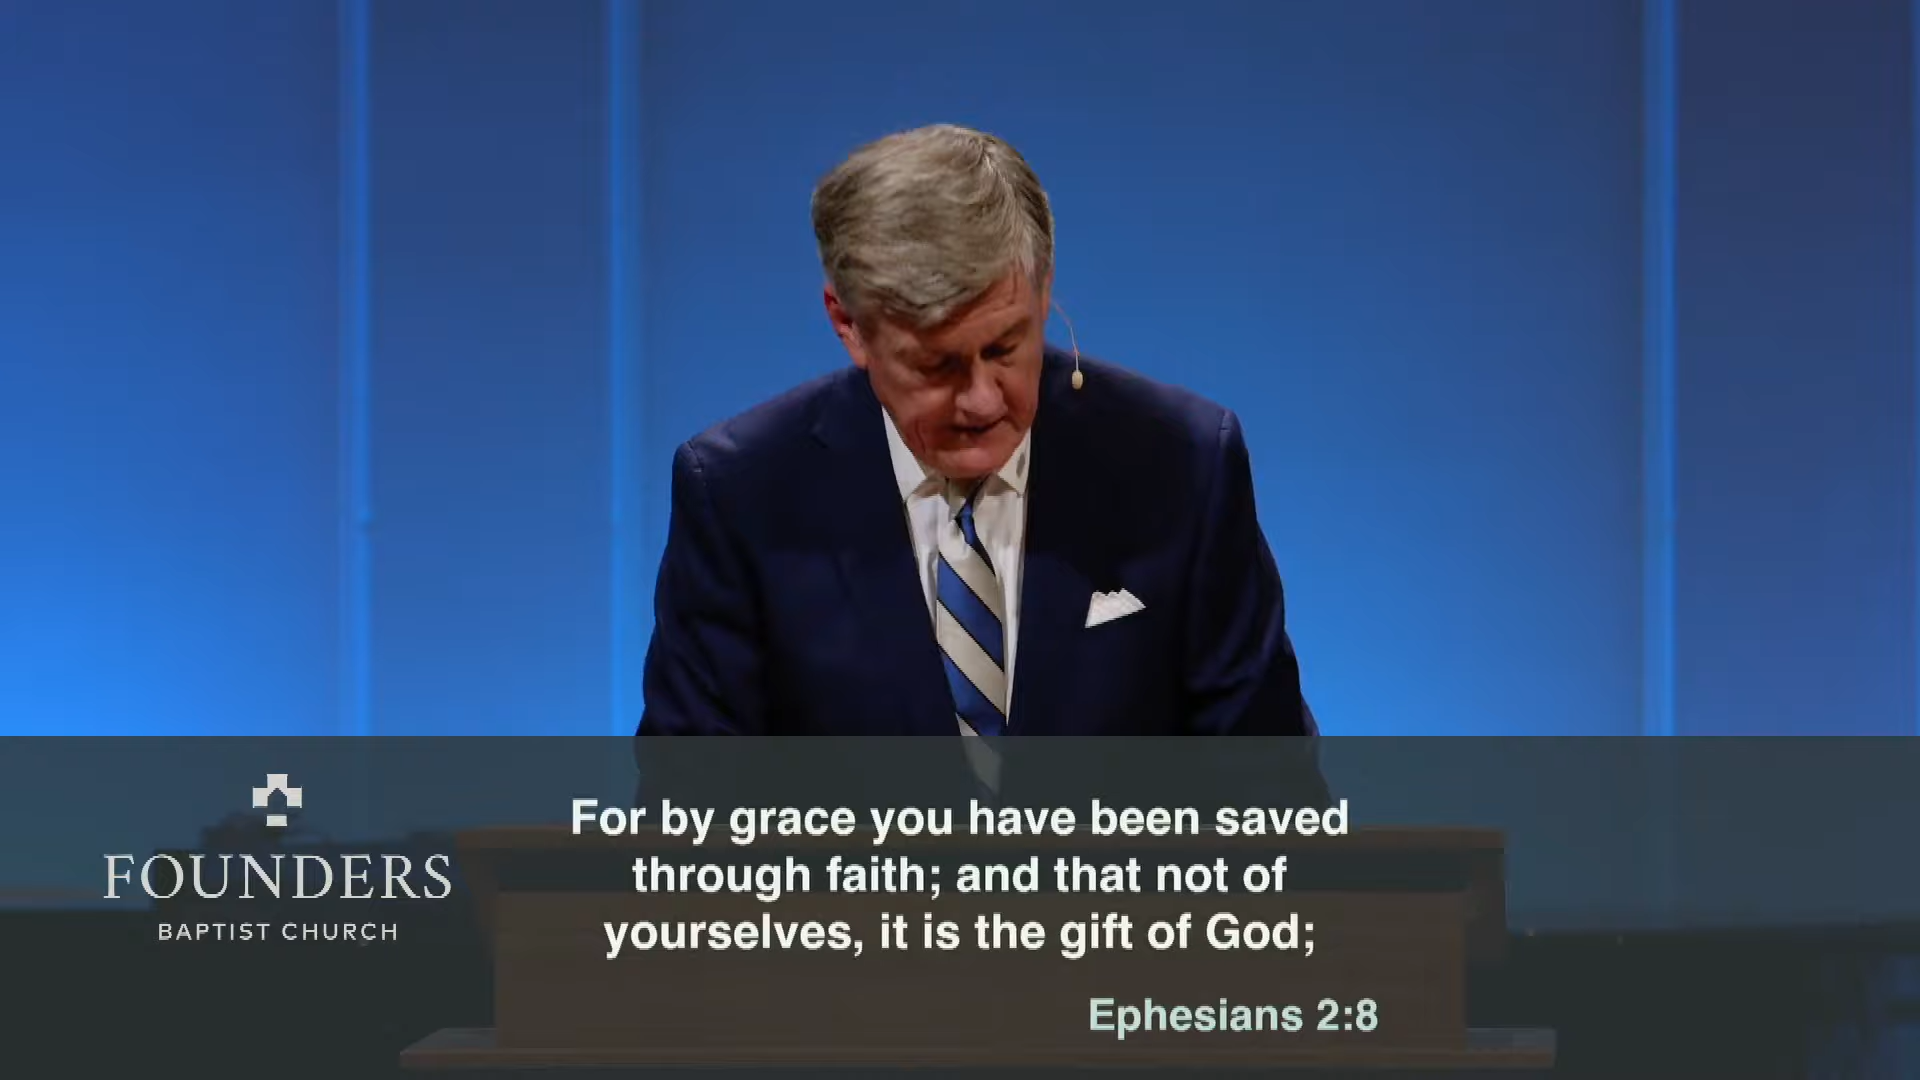 FOUNDERS
BAPTIST CHURCH
For by grace you have been saved
through faith; and that not of
yourselves, it is the gift of God;
Ephesians 2:8